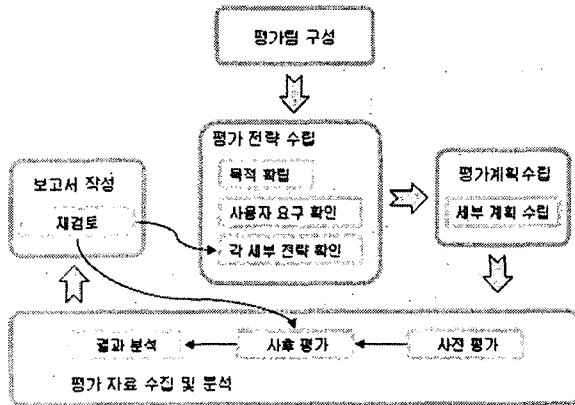 평가팀 구성
평가 전략 수립
목적 확립
사용자 요구 확인
각 세부 전략 확인
평가계획수립
세부 계획 수립
보고서 작성
재검토
결과 분석
사후 평가
사전 평가
평가 자료 수집 및 분석